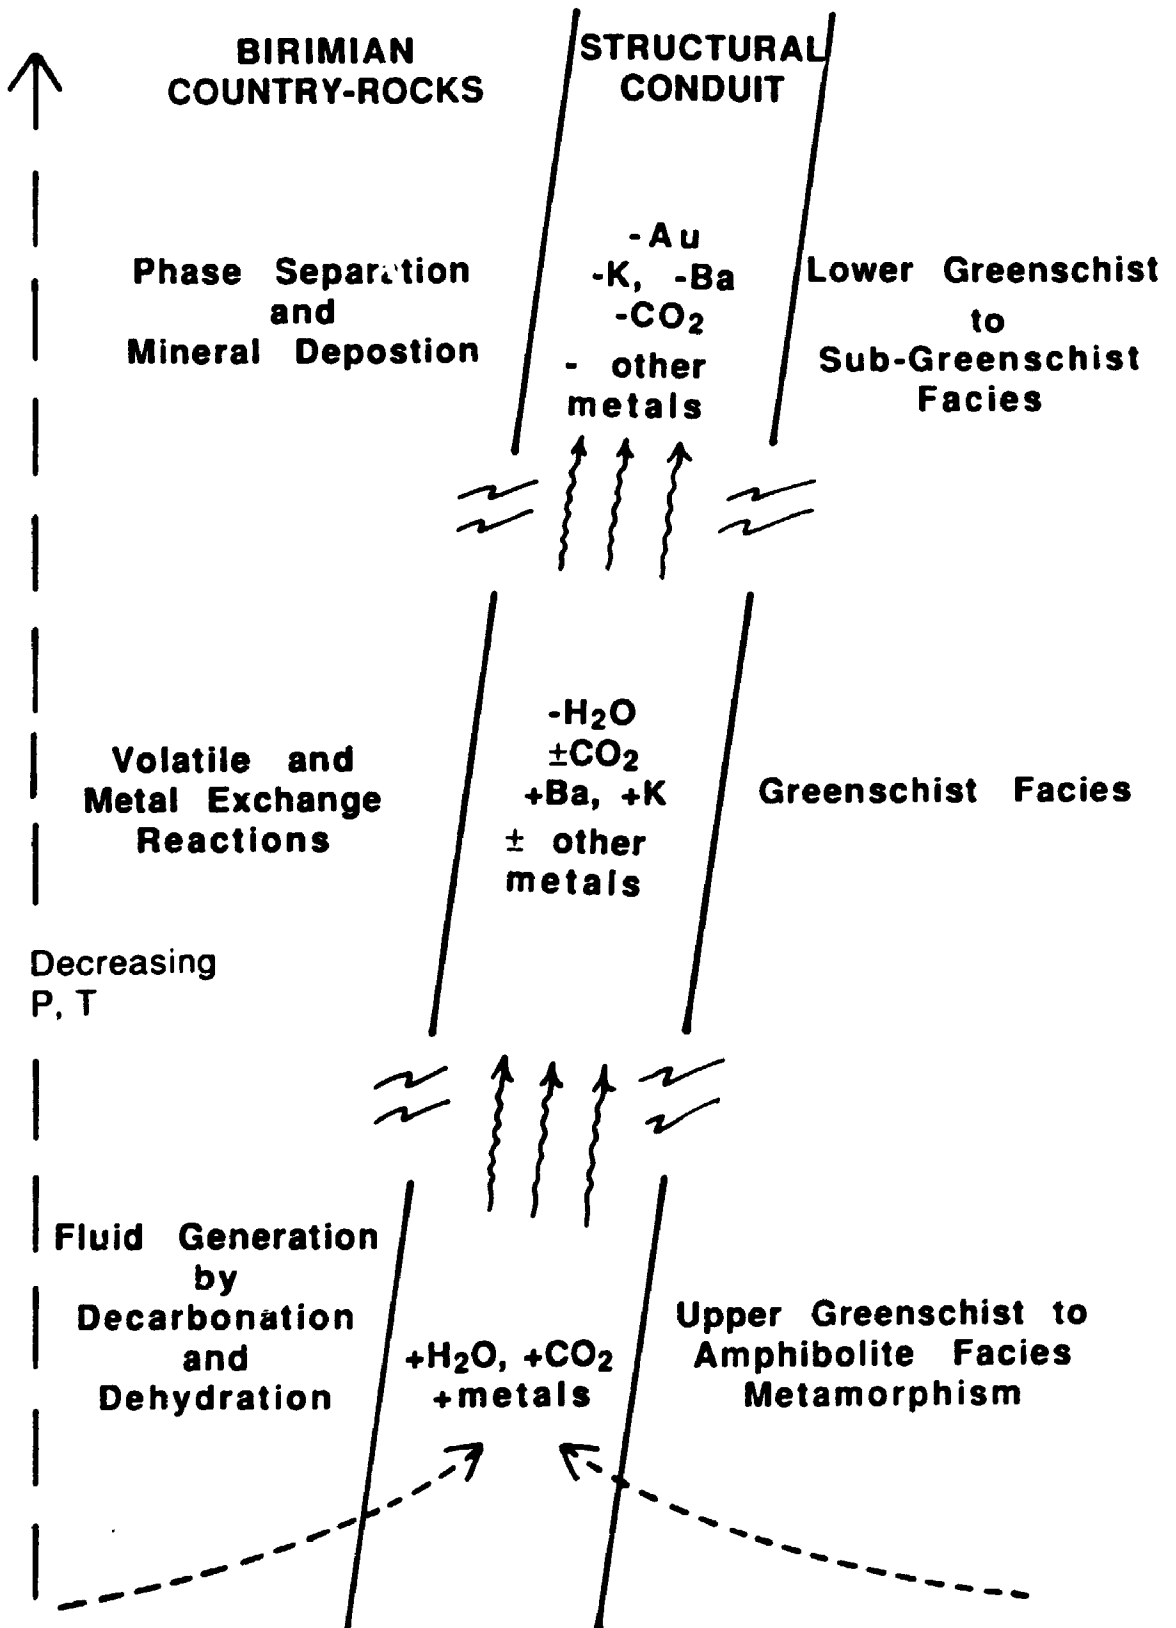 BIRIMIAN
COUNTRY-ROCKS
STRUCTURAL
CONDUIT
Phase Separation
and
Mineral Depostion
-Au
-K, -Ba
-CO2
- other
metals
Lower Greenschist
to
Sub-Greenschist
Facies
Volatile and
Metal Exchange
Reactions
-H2O
±CO2
+Ba, +K
± other
metals
Greenschist Facies
Decreasing
P, T
Fluid Generation
by
Decarbonation
and
Dehydration
+H2O, +CO2
+metals
Upper Greenschist to
Amphibolite Facies
Metamorphism